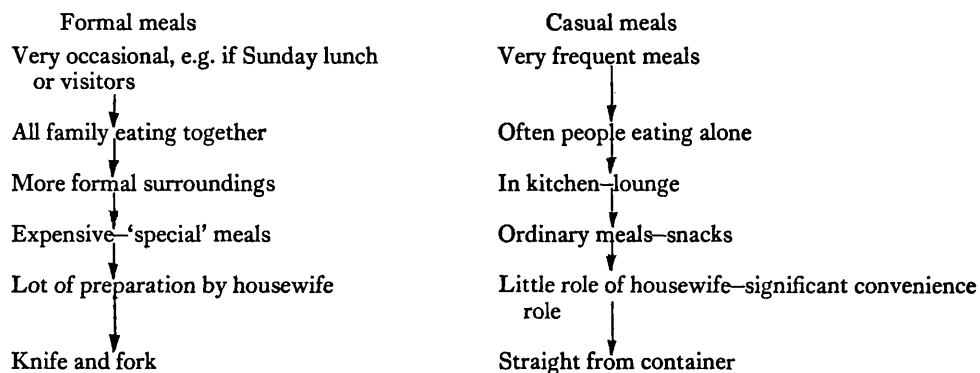 Formal meals
Very occasional, e.g. if Sunday lunch
or visitors
All family eating together
More formal surroundings
Expensive–‘special’ meals
Lot of preparation by housewife
Knife and fork
Casual meals
Very frequent meals
Often people eating alone
In kitchen–lounge
Ordinary meals–snacks
Little role of housewife–significant convenience
role
Straight from container